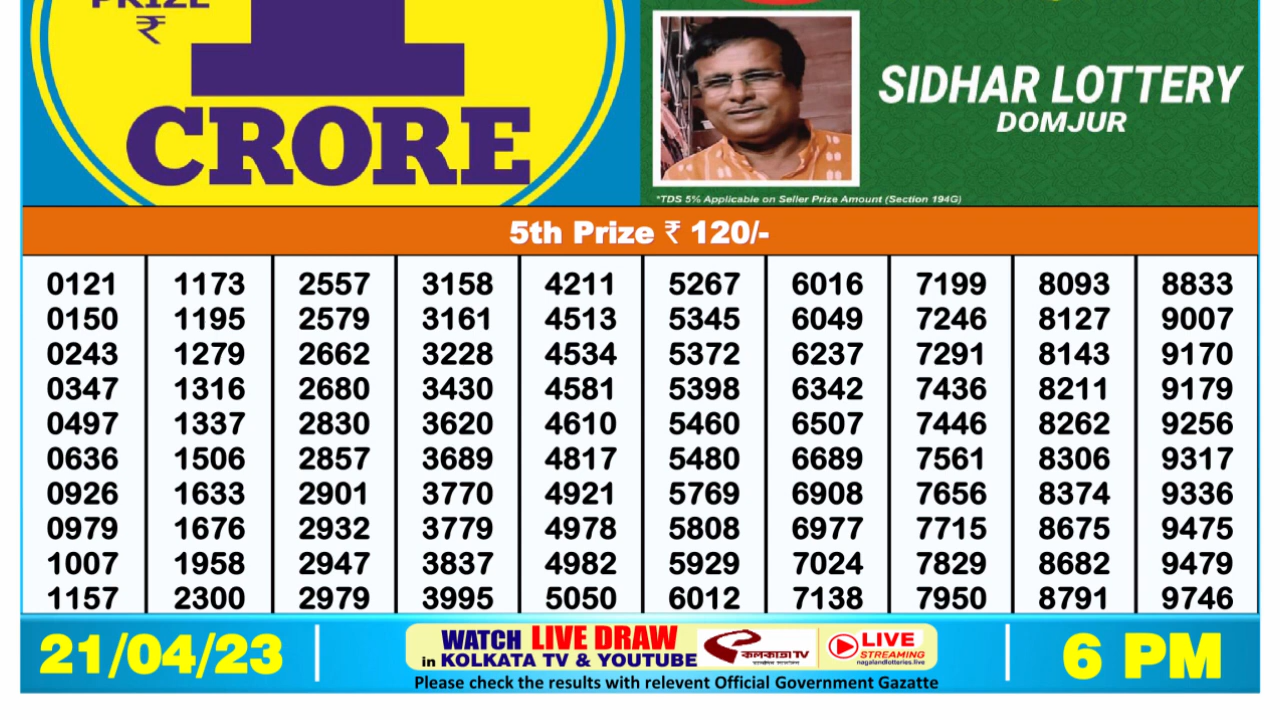 PRIZE
₹
1
CRORE
SIDHAR LOTTERY
DOMJUR
*TDS 5% Applicable on Seller Prize Amount (Section 194G)
5th Prize ₹ 120/-
0121 1173 2557 3158 4211 5267 6016 7199 8093 8833
0150 1195 2579 3161 4513 5345 6049 7246 8127 9007
0243 1279 2662 3228 4534 5372 6237 7291 8143 9170
0347 1316 2680 3430 4581 5398 6342 7436 8211 9179
0497 1337 2830 3620 4610 5460 6507 7446 8262 9256
0636 1506 2857 3689 4817 5480 6689 7561 8306 9317
0926 1633 2901 3770 4921 5769 6908 7656 8374 9336
0979 1676 2932 3779 4978 5808 6977 7715 8675 9475
1007 1958 2947 3837 4982 5929 7024 7829 8682 9479
1157 2300 2979 3995 5050 6012 7138 7950 8791 9746
21/04/23
WATCH LIVE DRAW
in KOLKATA TV & YOUTUBE
কলকাতা TV
LIVE
STREAMING
nagalandlotteries.live
Please check the results with relevent Official Government Gazatte
6 PM